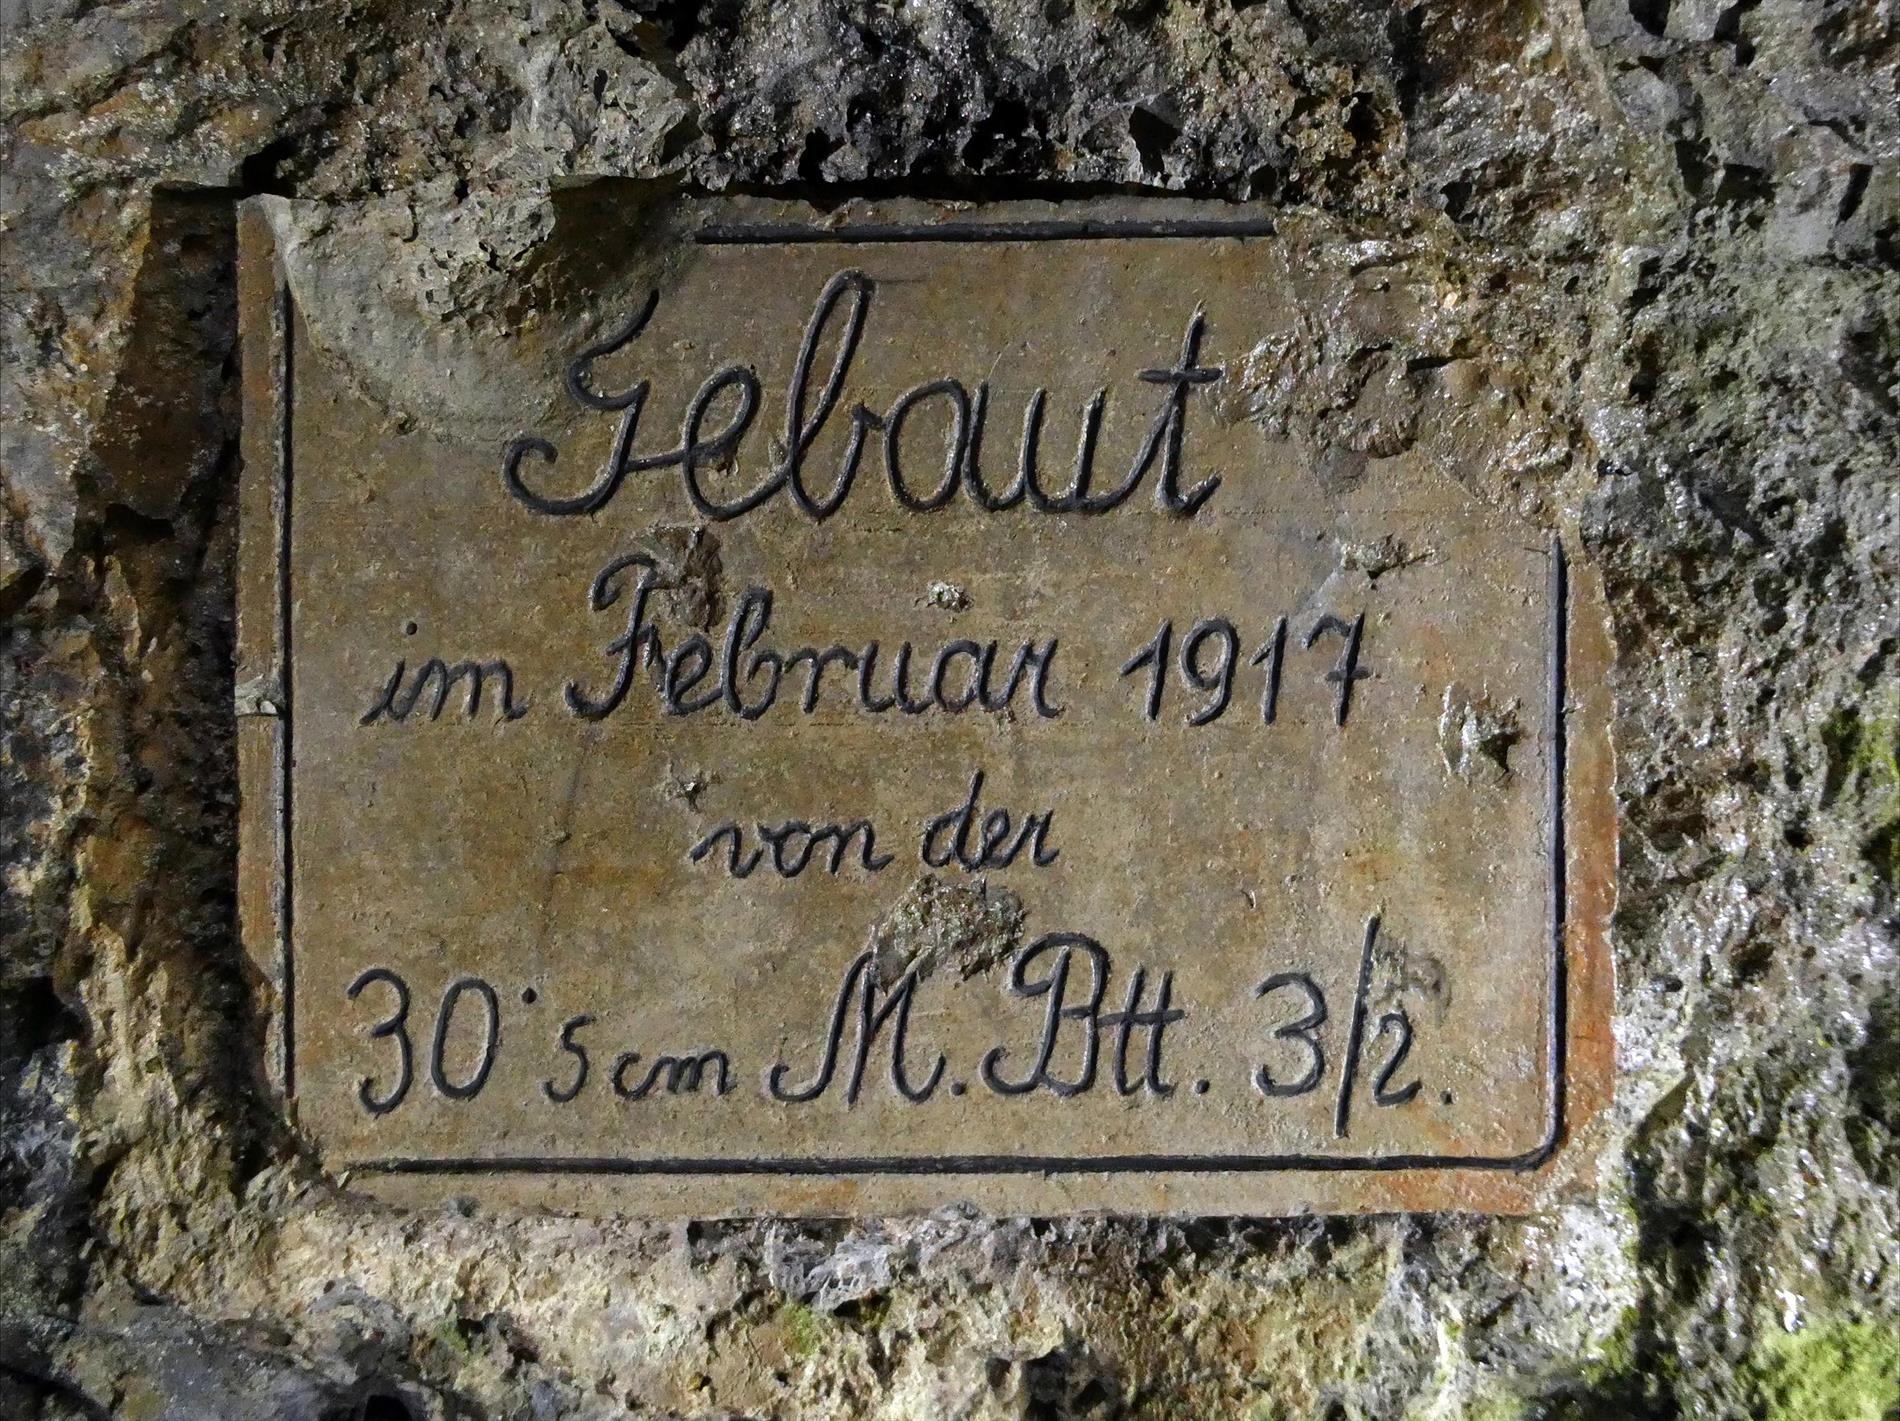 Gebaut
im Februar 1917
von der
30˙5 cm M. Btt. 3/2.